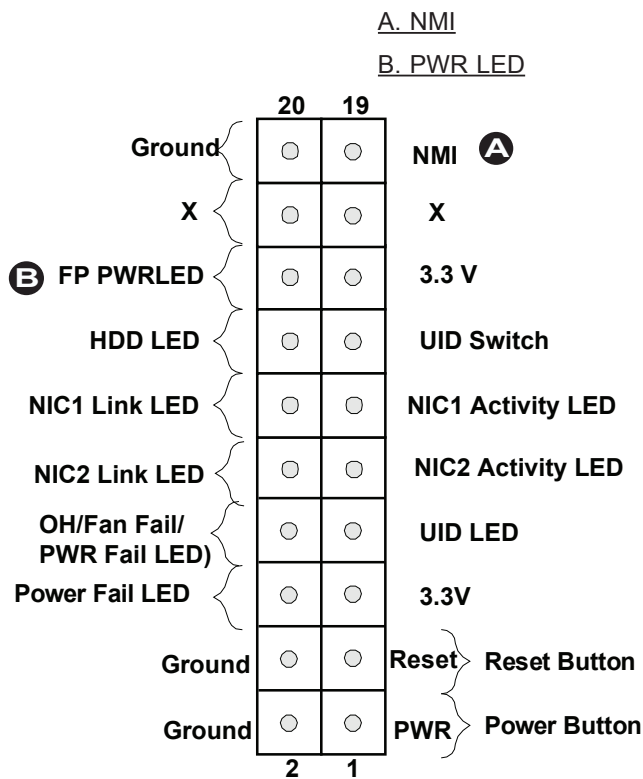 A. NMI
B. PWR LED
20 19
Ground NMI A
X X
B FP PWRLED 3.3 V
HDD LED UID Switch
NIC1 Link LED NIC1 Activity LED
NIC2 Link LED NIC2 Activity LED
OH/Fan Fail/
PWR Fail LED) UID LED
Power Fail LED 3.3V
Ground Reset Reset Button
Ground PWR Power Button
2 1